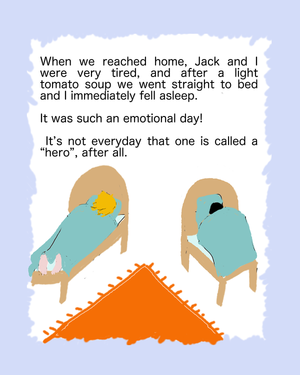 When we reached home, Jack and I
were very tired, and after a light
tomato soup we went straight to bed
and I immediately fell asleep.
It was such an emotional day!
It's not everyday that one is called a
“hero”, after all.